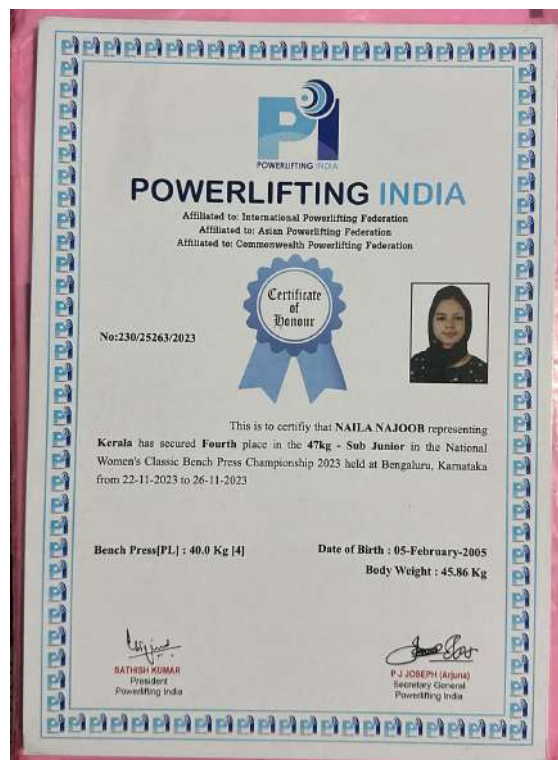 POWERLIFTING INDIA
POWERLIFTING INDIA
Affiliated to: International Powerlifting Federation
Affiliated to: Asian Powerlifting Federation
Affiliated to: Commonwealth Powerlifting Federation
Certificate
of
Honour
No:230/25263/2023
This is to certifiy that NAILA NAJOOB representing
Kerala has secured Fourth place in the 47kg - Sub Junior in the National
Women's Classic Bench Press Championship 2023 held at Bengaluru, Karnataka
from 22-11-2023 to 26-11-2023
Bench Press[PL] : 40.0 Kg [4]
Date of Birth : 05-February-2005
Body Weight : 45.86 Kg
SATHISH KUMAR
President
Powerlifting India
P J JOSEPH (Arjuna)
Secretary General
Powerlifting India